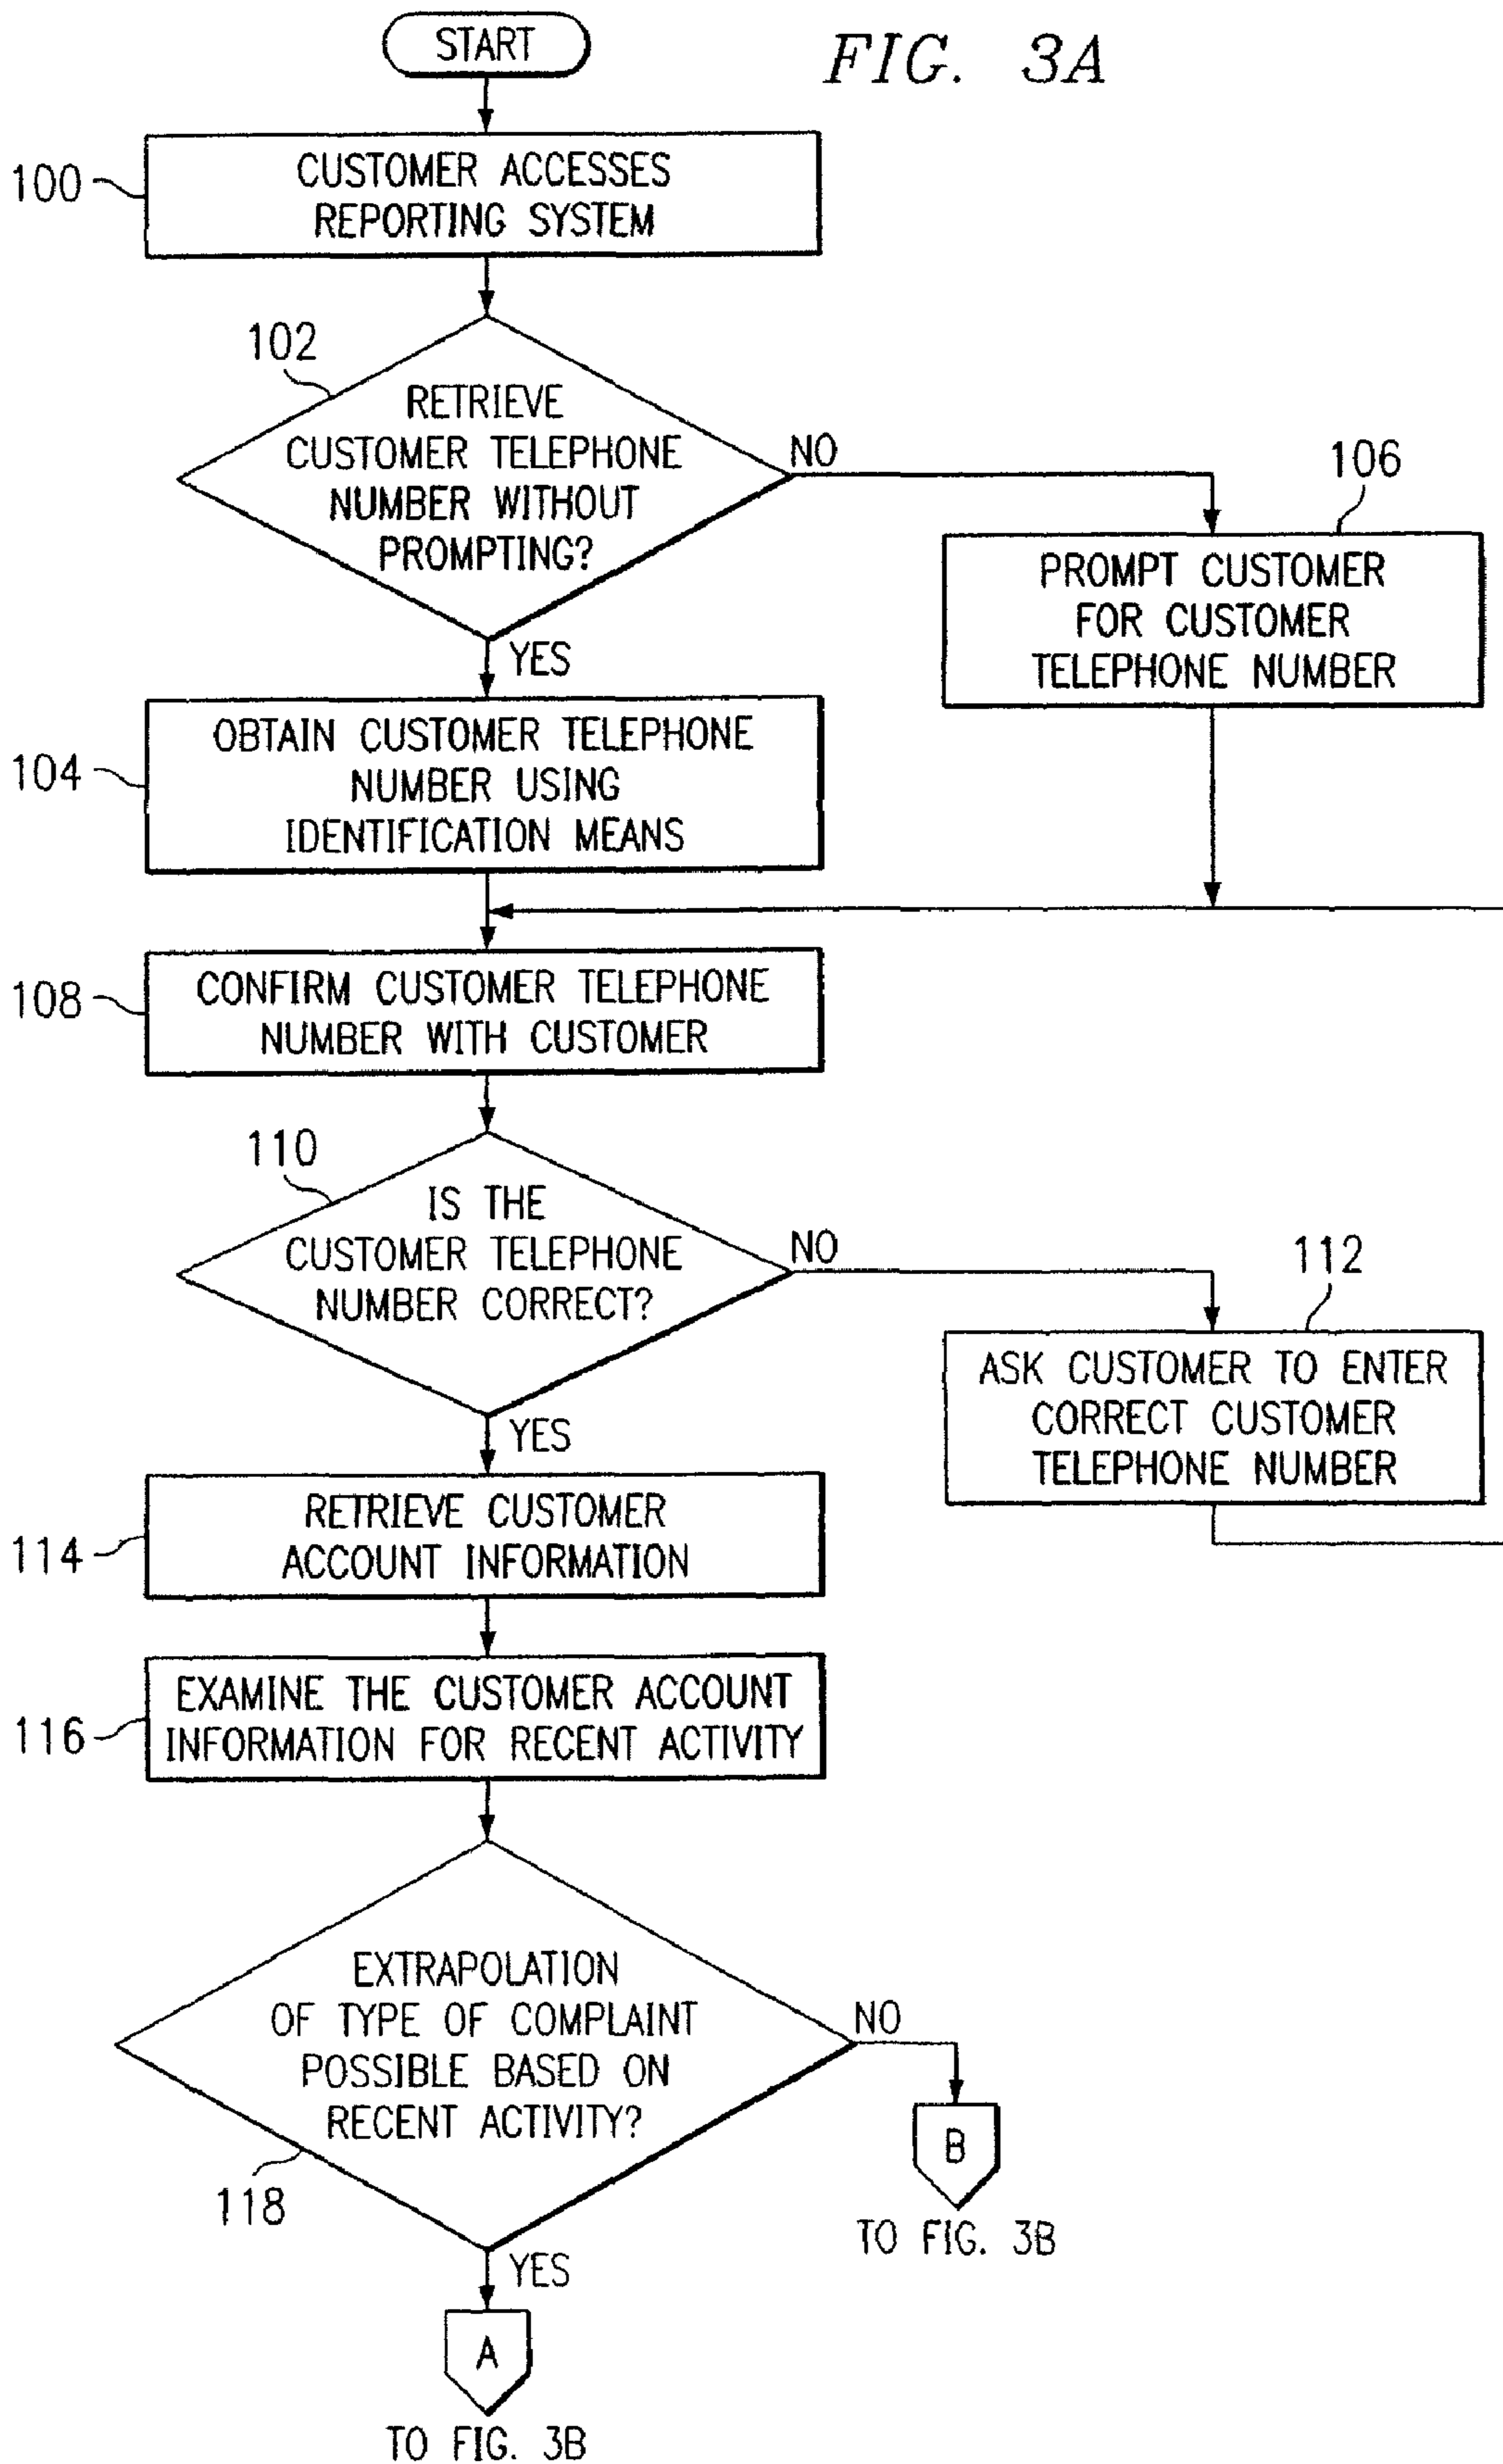 START
FIG. 3A
100
CUSTOMER ACCESSES
REPORTING SYSTEM
102
RETRIEVE
CUSTOMER TELEPHONE
NUMBER WITHOUT
PROMPTING?
NO
106
PROMPT CUSTOMER
FOR CUSTOMER
TELEPHONE NUMBER
YES
104
OBTAIN CUSTOMER TELEPHONE
NUMBER USING
IDENTIFICATION MEANS
108
CONFIRM CUSTOMER TELEPHONE
NUMBER WITH CUSTOMER
110
IS THE
CUSTOMER TELEPHONE
NUMBER CORRECT?
NO
112
ASK CUSTOMER TO ENTER
CORRECT CUSTOMER
TELEPHONE NUMBER
YES
114
RETRIEVE CUSTOMER
ACCOUNT INFORMATION
116
EXAMINE THE CUSTOMER ACCOUNT
INFORMATION FOR RECENT ACTIVITY
EXTRAPOLATION
OF TYPE OF COMPLAINT
POSSIBLE BASED ON
RECENT ACTIVITY?
118
NO
B
TO FIG. 3B
YES
A
TO FIG. 3B